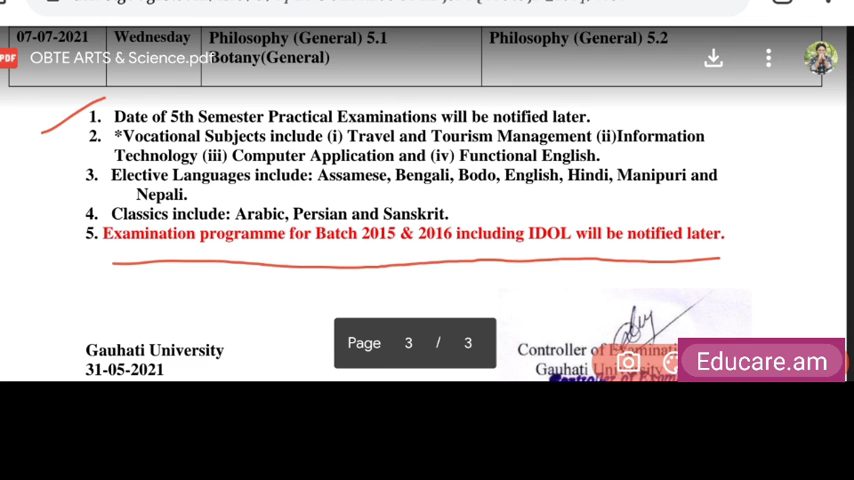 07-07-2021 Wednesday Philosophy (General) 5.1 Philosophy (General) 5.2
PDF OBTE ARTS & Science.pdf Botany(General)
1. Date of 5th Semester Practical Examinations will be notified later.
2. *Vocational Subjects include (i) Travel and Tourism Management (ii)Information
Technology (iii) Computer Application and (iv) Functional English.
3. Elective Languages include: Assamese, Bengali, Bodo, English, Hindi, Manipuri and
Nepali.
4. Classics include: Arabic, Persian and Sanskrit.
5. Examination programme for Batch 2015 & 2016 including IDOL will be notified later.
Page 3 / 3
Gauhati University Controller of Examinati
31-05-2021 Gauhati University
Educare.am